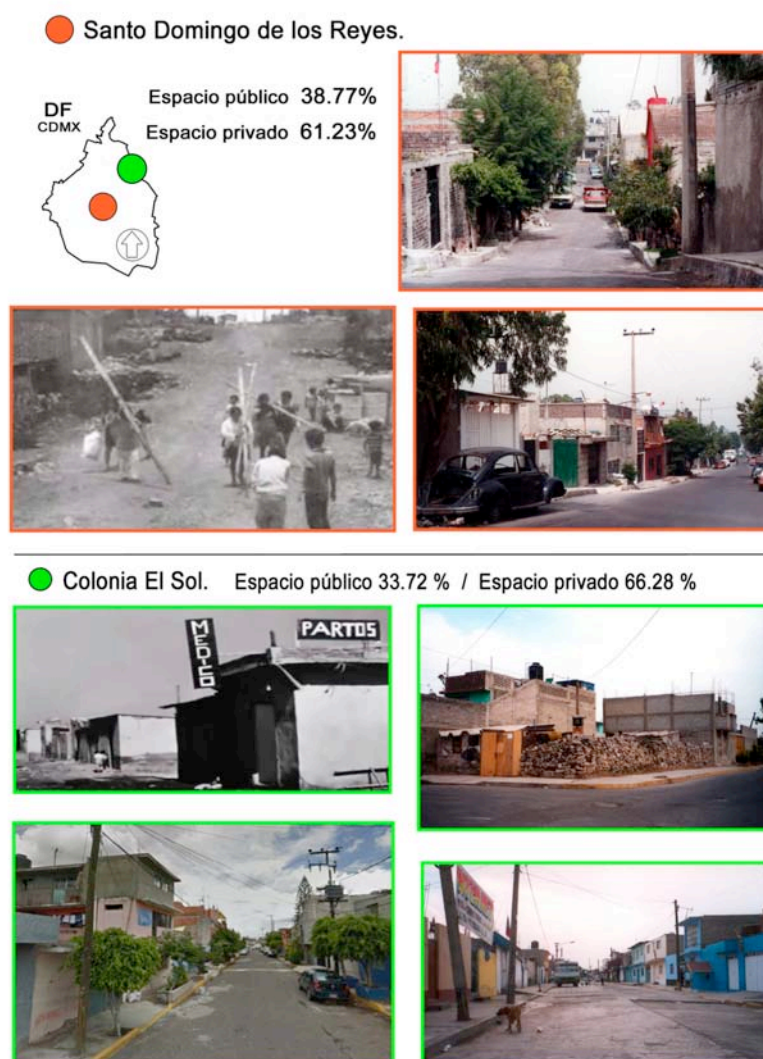 Santo Domingo de los Reyes.
Espacio público 38.77%
Espacio privado 61.23%
DF
CDMX
Colonia El Sol. Espacio público 33.72 % / Espacio privado 66.28 %
MEDICO
PARTOS